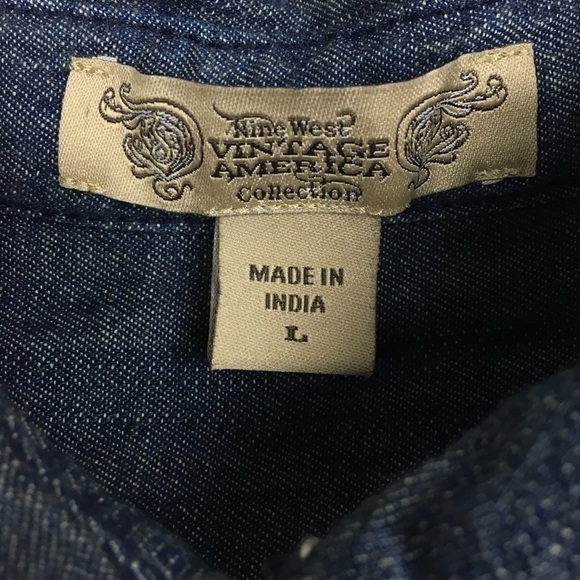 Nine West
VINTAGE
AMERICA
Collection
MADE IN
INDIA
L